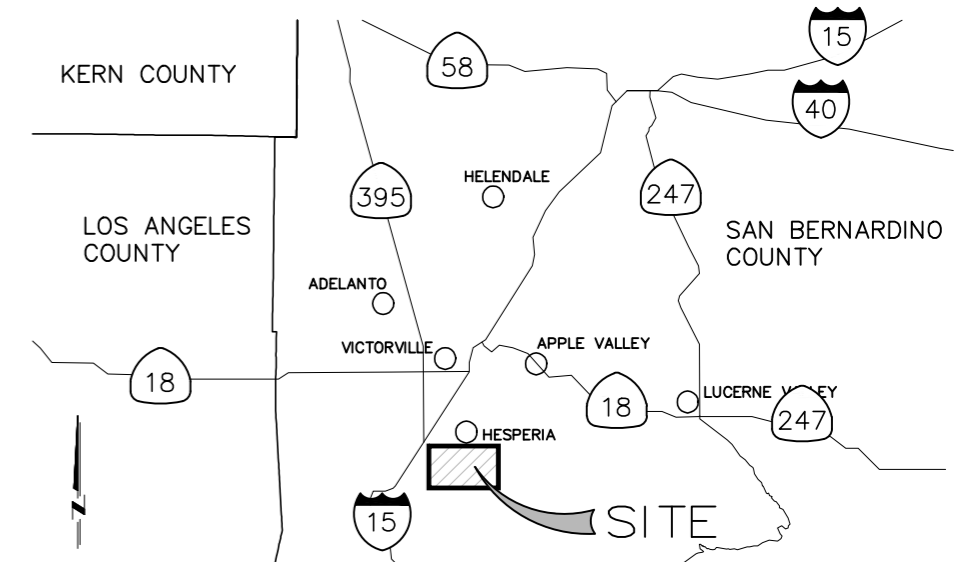 15
58
KERN COUNTY
40
HELENDALE
395
247
LOS ANGELES
COUNTY
SAN BERNARDINO
COUNTY
ADELANTO
VICTORVILLE
APPLE VALLEY
18
LUCERNE VALLEY
18
247
HESPERIA
N
15
SITE